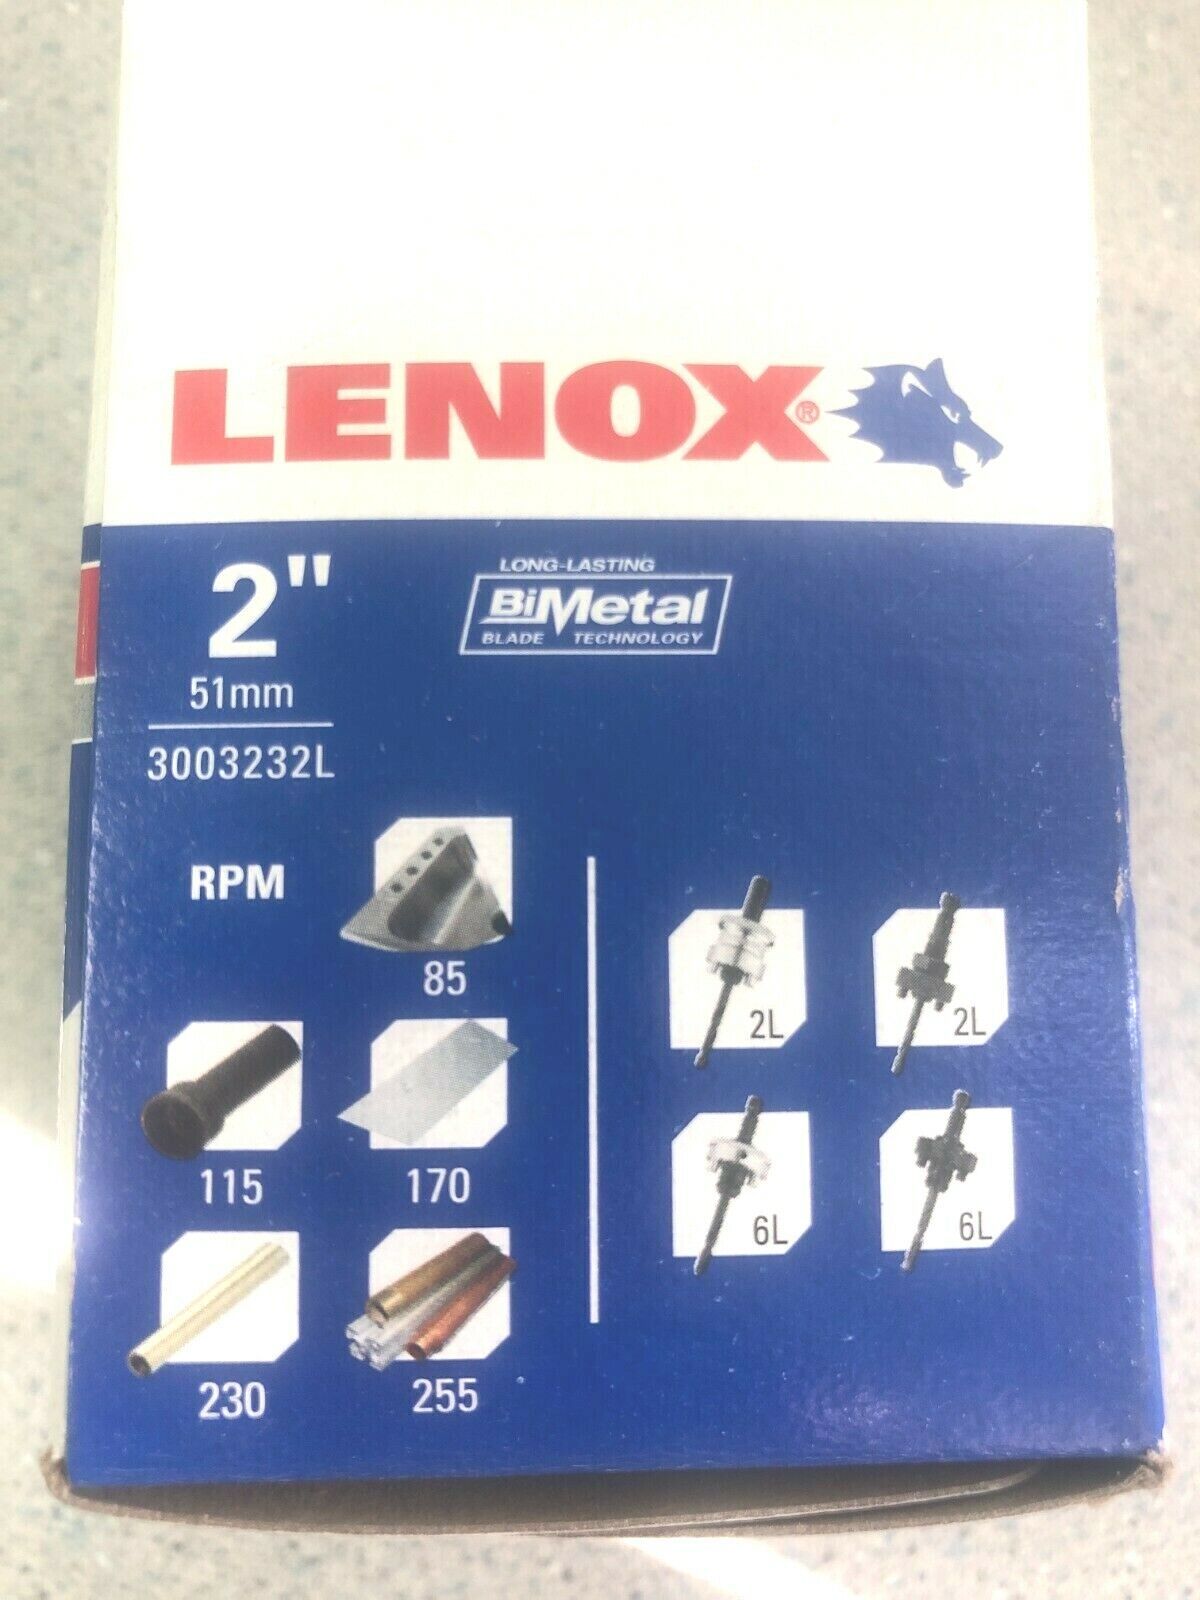 LENOX®
2"
51mm
3003232L
LONG-LASTING
BiMetal
BLADE TECHNOLOGY
RPM
85
115
170
230
255
2L
2L
6L
6L